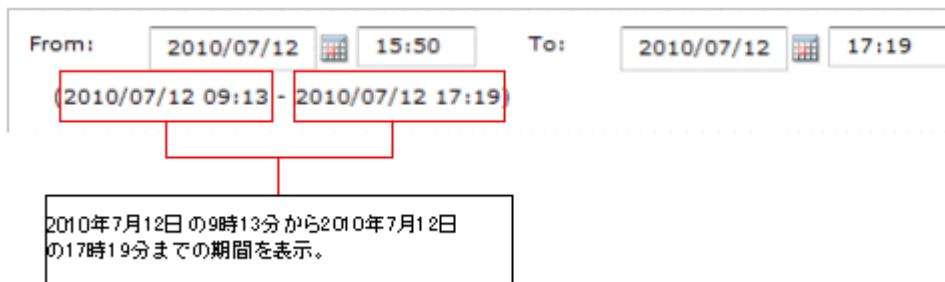 From: 2010/07/12 15:50 To: 2010/07/12 17:19
(2010/07/12 09:13 - 2010/07/12 17:19)
2010年7月12日の9時13分から2010年7月12日
の17時19分までの期間を表示。